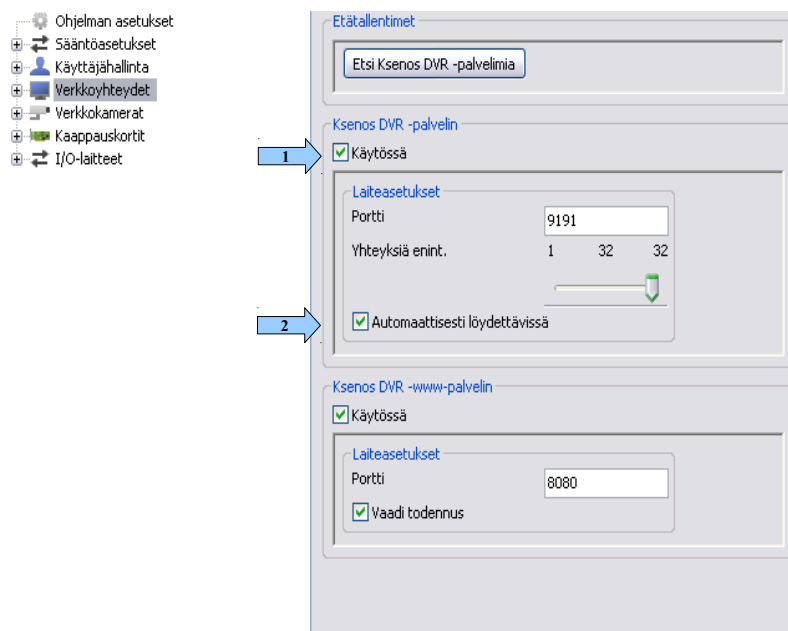 Ohjelman asetukset
Sääntöasetukset
Käyttäjähallinta
Verkkoyhteydet
Verkkokamerat
Kaappauskortit
I/O-laitteet
Etätallentimet
Etsi Ksenos DVR -palvelimia
Ksenos DVR -palvelin
1
Käytössä
Laiteasetukset
Portti 9191
Yhteyksiä enint. 1 32 32
2
Automaattisesti löydettävissä
Ksenos DVR -www-palvelin
Käytössä
Laiteasetukset
Portti 8080
Vaadi todennus